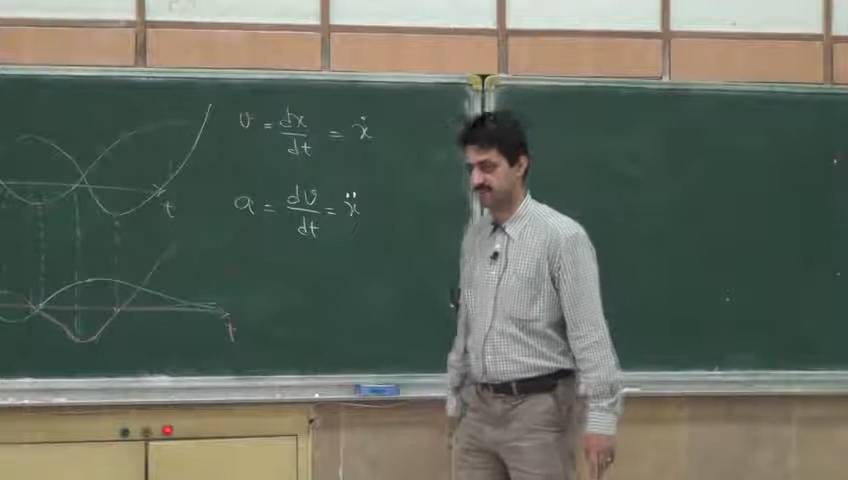 v = dx/dt = ẋ
a = dv/dt = ẍ
t
t